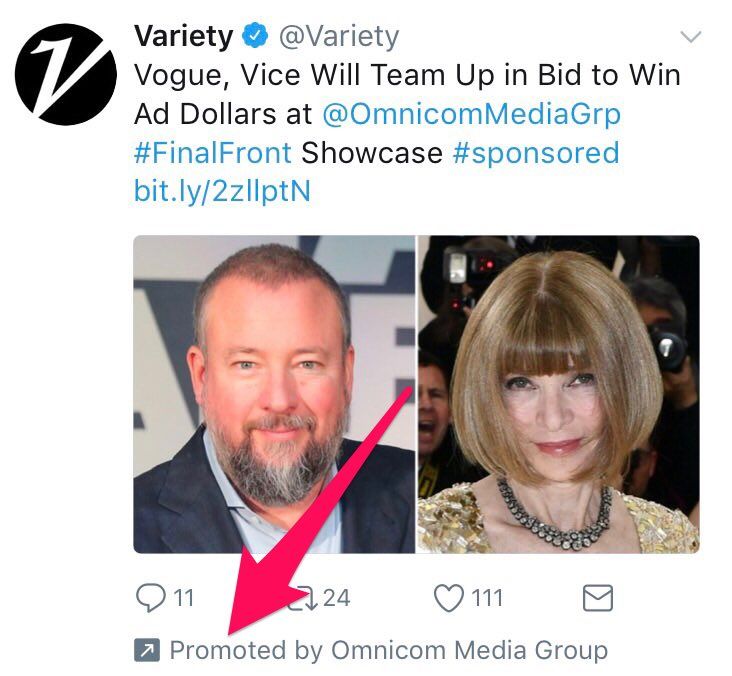 Variety @Variety
Vogue, Vice Will Team Up in Bid to Win
Ad Dollars at @OmnicomMediaGrp
#FinalFront Showcase #sponsored
bit.ly/2zllptN
11 24 111
Promoted by Omnicom Media Group